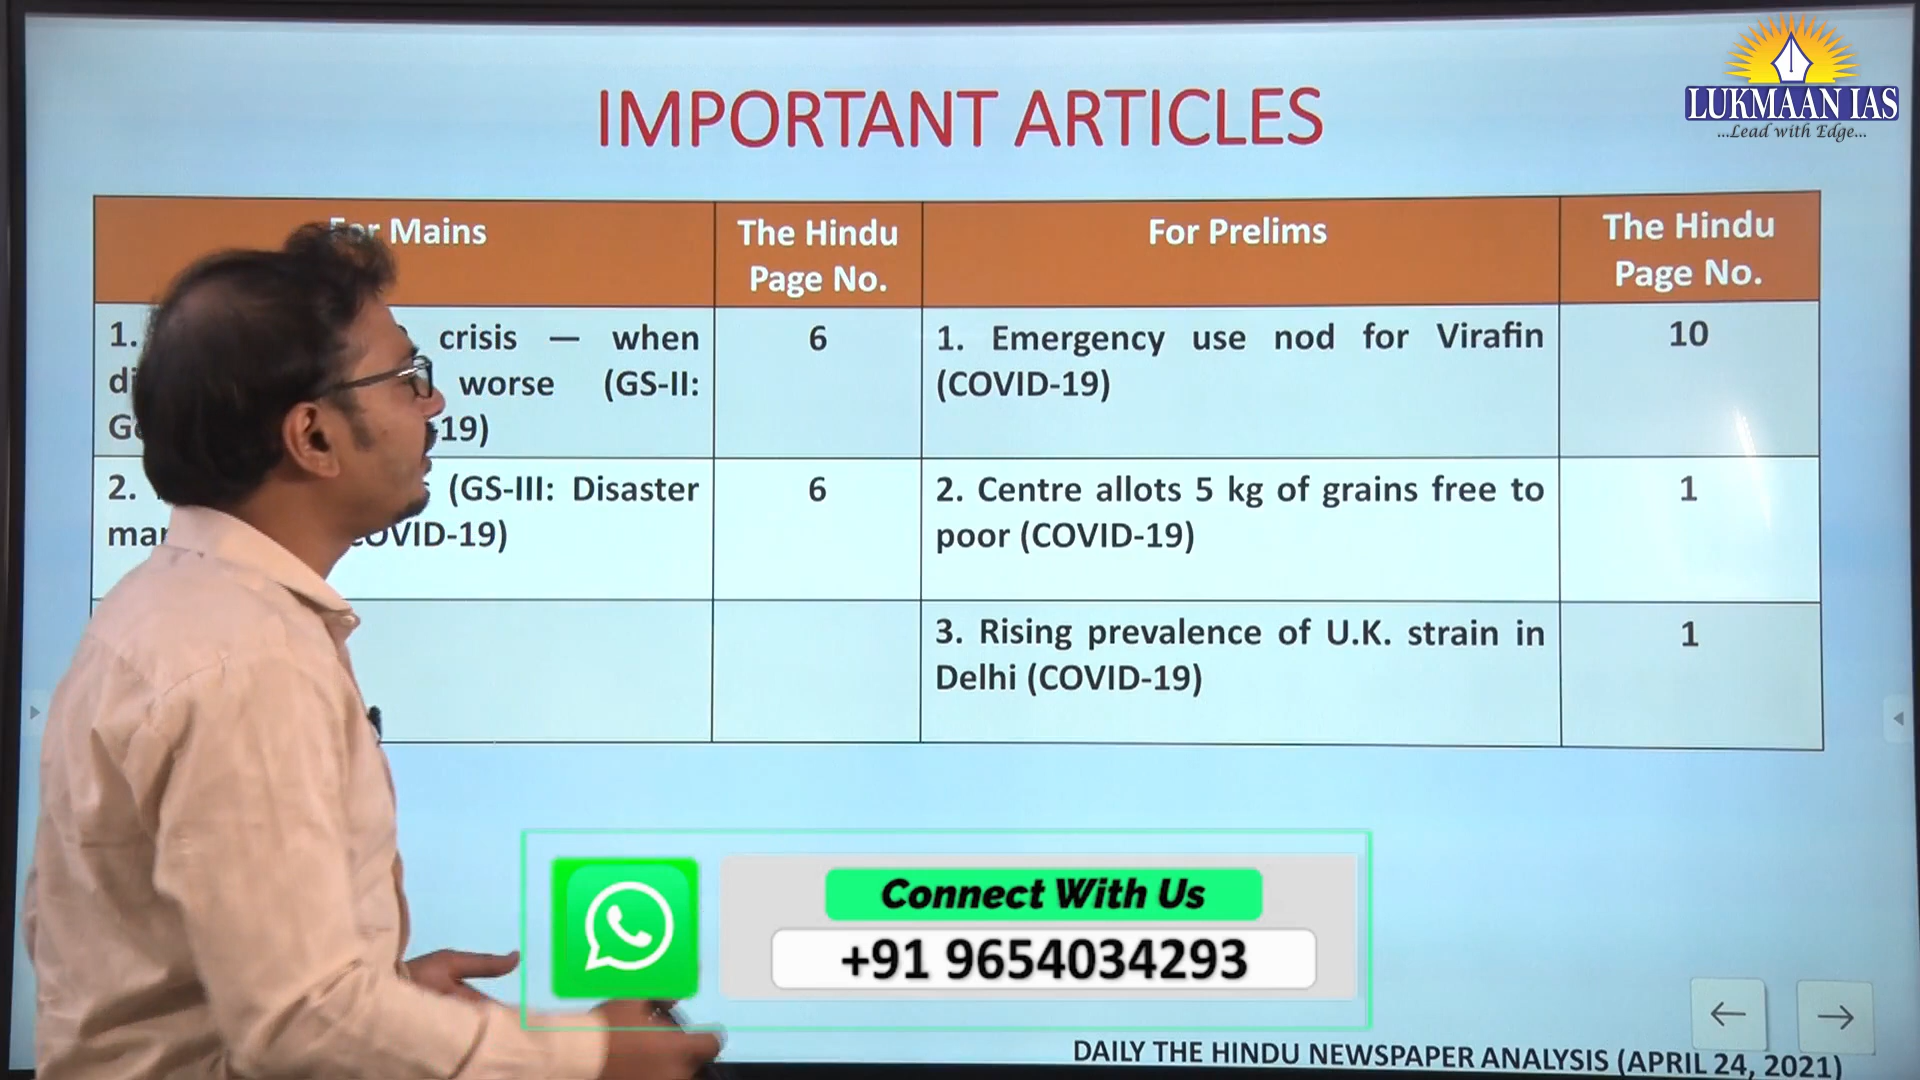 LUKMAAN IAS
...Lead with Edge...
IMPORTANT ARTICLES
For Mains
The Hindu
Page No.
For Prelims
The Hindu
Page No.
1. crisis — when
worse (GS-II:
19)
6
1. Emergency use nod for Virafin
(COVID-19)
10
2. (GS-III: Disaster
COVID-19)
6
2. Centre allots 5 kg of grains free to
poor (COVID-19)
1
3. Rising prevalence of U.K. strain in
Delhi (COVID-19)
1
Connect With Us
+91 9654034293
DAILY THE HINDU NEWSPAPER ANALYSIS (APRIL 24, 2021)